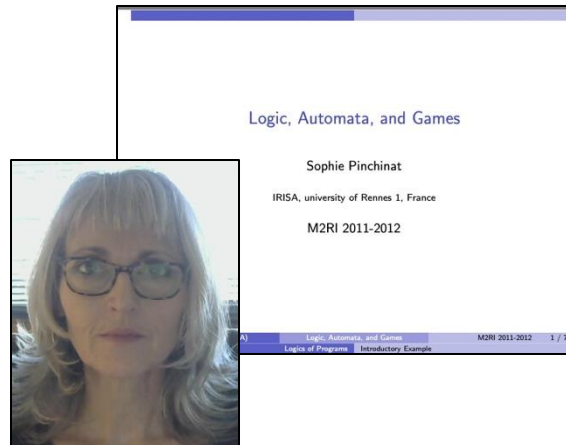 Logic, Automata, and Games
Sophie Pinchinat
IRISA, university of Rennes 1, France
M2RI 2011-2012
A) Logic, Automata, and Games M2RI 2011-2012 1 /
Logics of Programs Introductory Example